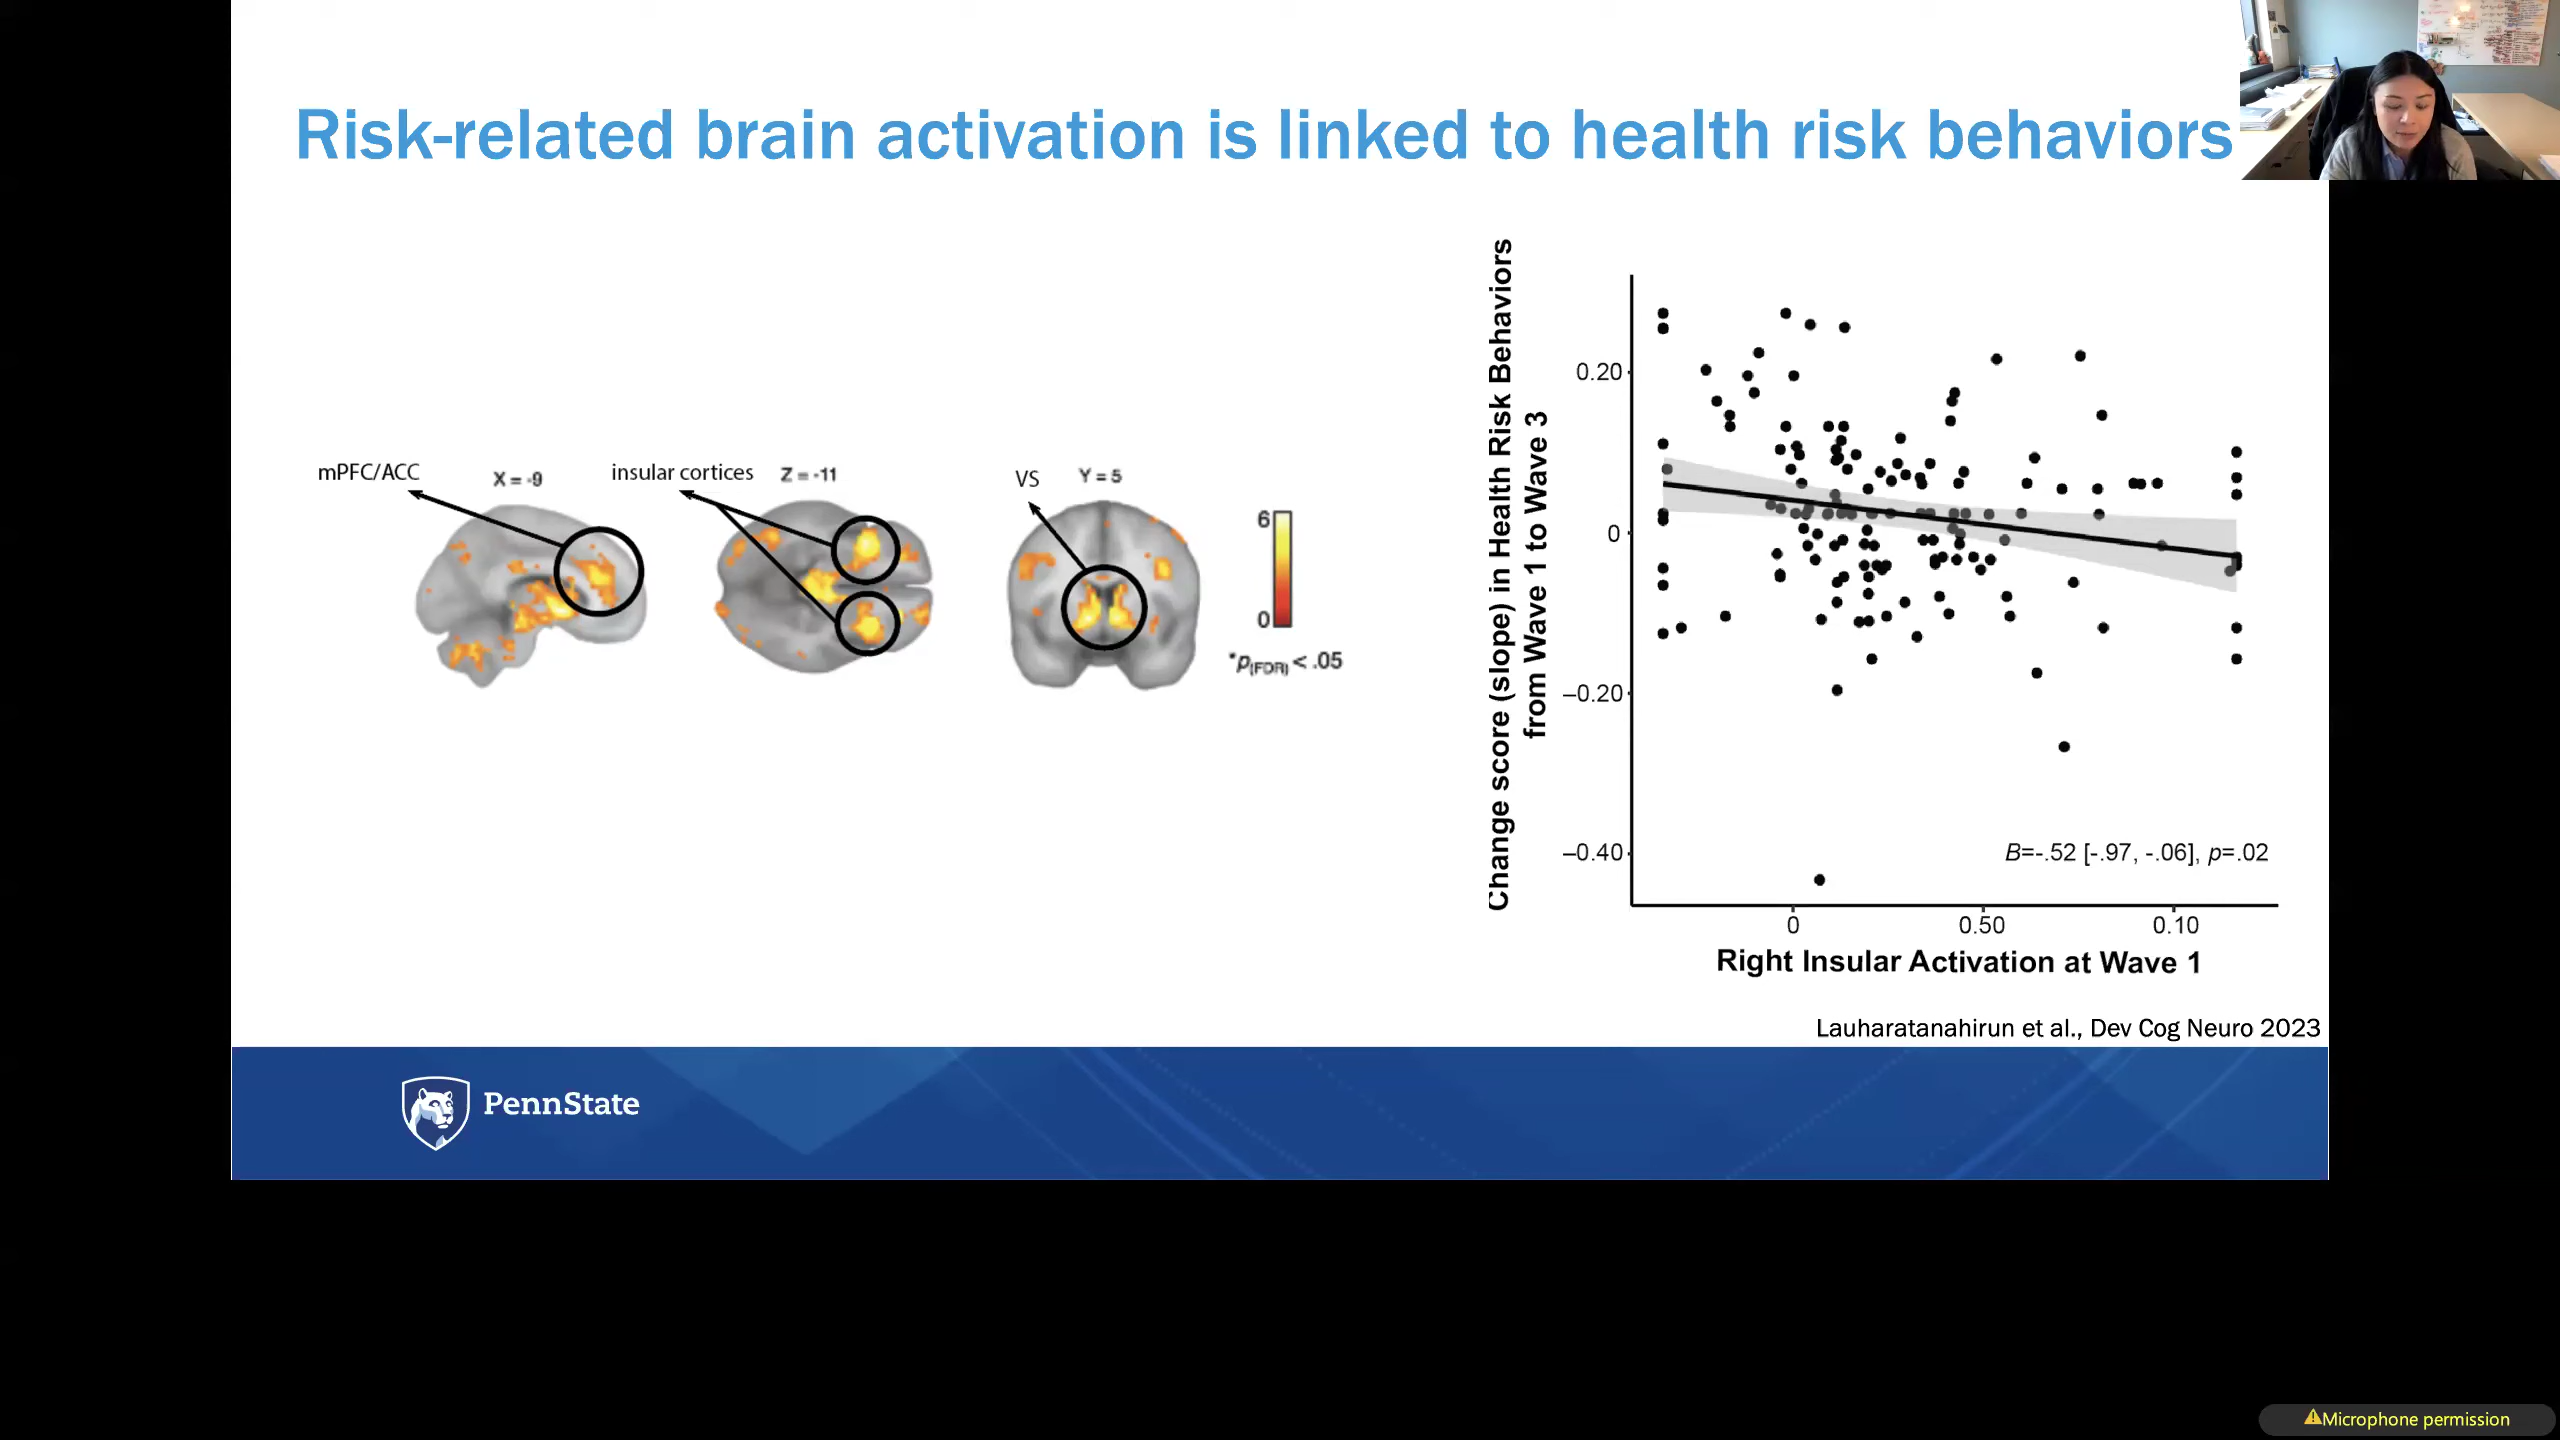 Risk-related brain activation is linked to health risk behaviors
mPFC/ACC
X = -9
insular cortices
Z = -11
VS
Y = 5
6
0
*p(FDR) < .05
Change score (slope) in Health Risk Behaviors
from Wave 1 to Wave 3
0.20
0
–0.20
–0.40
B=-.52 [-.97, -.06], p=.02
0
0.50
0.10
Right Insular Activation at Wave 1
Lauharatanahirun et al., Dev Cog Neuro 2023
PennState
Microphone permission